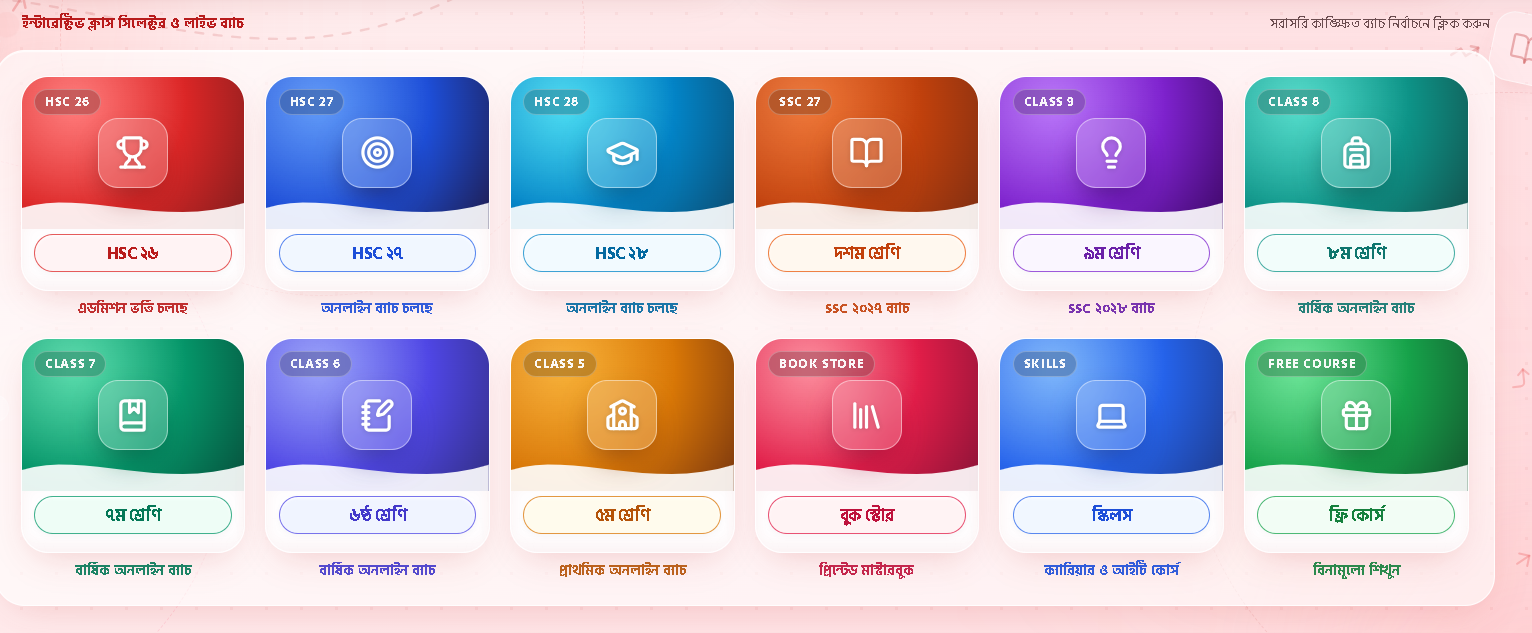 ইন্টারেক্টিভ ক্লাস সিলেক্টর ও লাইভ ব্যাচ
সরাসরি কাঙ্ক্ষিত ব্যাচ নির্বাচনে ক্লিক করুন
HSC 26
HSC 27
HSC 28
SSC 27
CLASS 9
CLASS 8
HSC ২৬
HSC ২৭
HSC ২৮
দশম শ্রেণি
৯ম শ্রেণি
৮ম শ্রেণি
এডমিশন ভর্তি চলছে
অনলাইন ব্যাচ চলছে
অনলাইন ব্যাচ চলছে
SSC ২০২৭ ব্যাচ
SSC ২০২৮ ব্যাচ
বার্ষিক অনলাইন ব্যাচ
CLASS 7
CLASS 6
CLASS 5
BOOK STORE
SKILLS
FREE COURSE
৭ম শ্রেণি
৬ষ্ঠ শ্রেণি
৫ম শ্রেণি
বুক স্টোর
স্কিলস
ফ্রি কোর্স
বার্ষিক অনলাইন ব্যাচ
বার্ষিক অনলাইন ব্যাচ
প্রাথমিক অনলাইন ব্যাচ
প্রিন্টেড মাস্টারবুক
ক্যারিয়ার ও আইটি কোর্স
বিনামূল্যে শিখুন